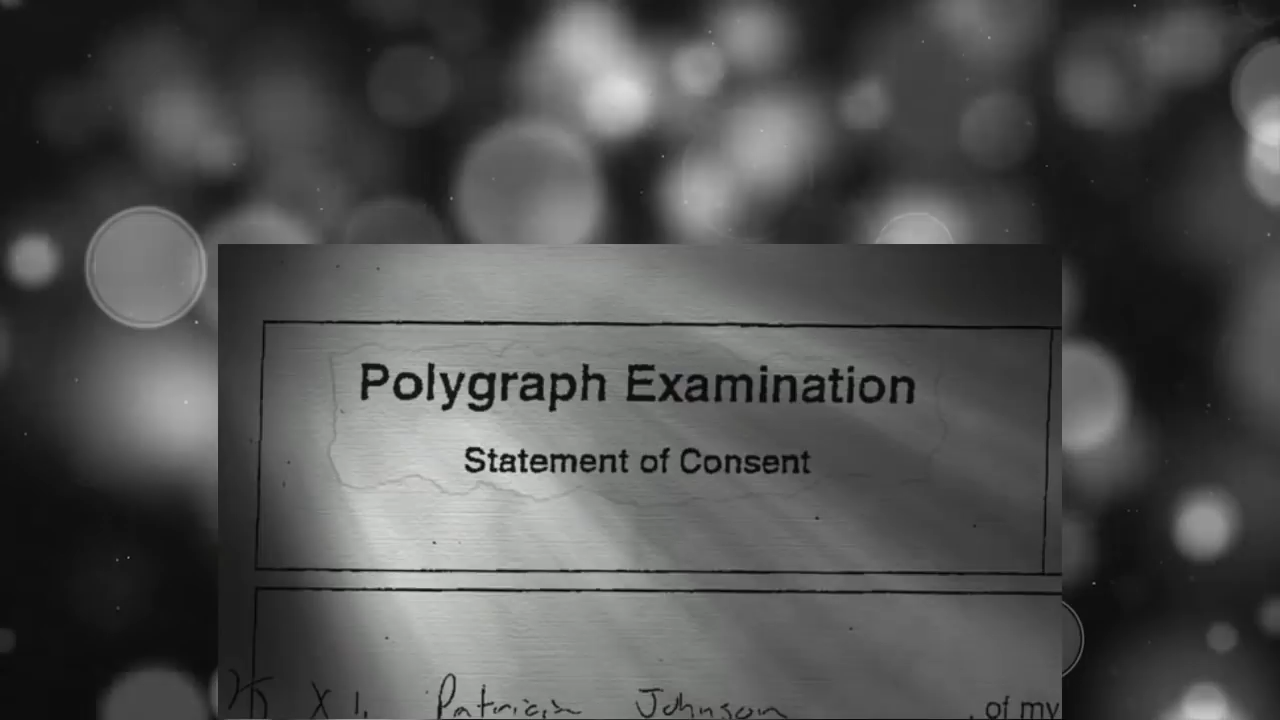 Polygraph Examination
Statement of Consent
X I, Patricia Johnson, of my